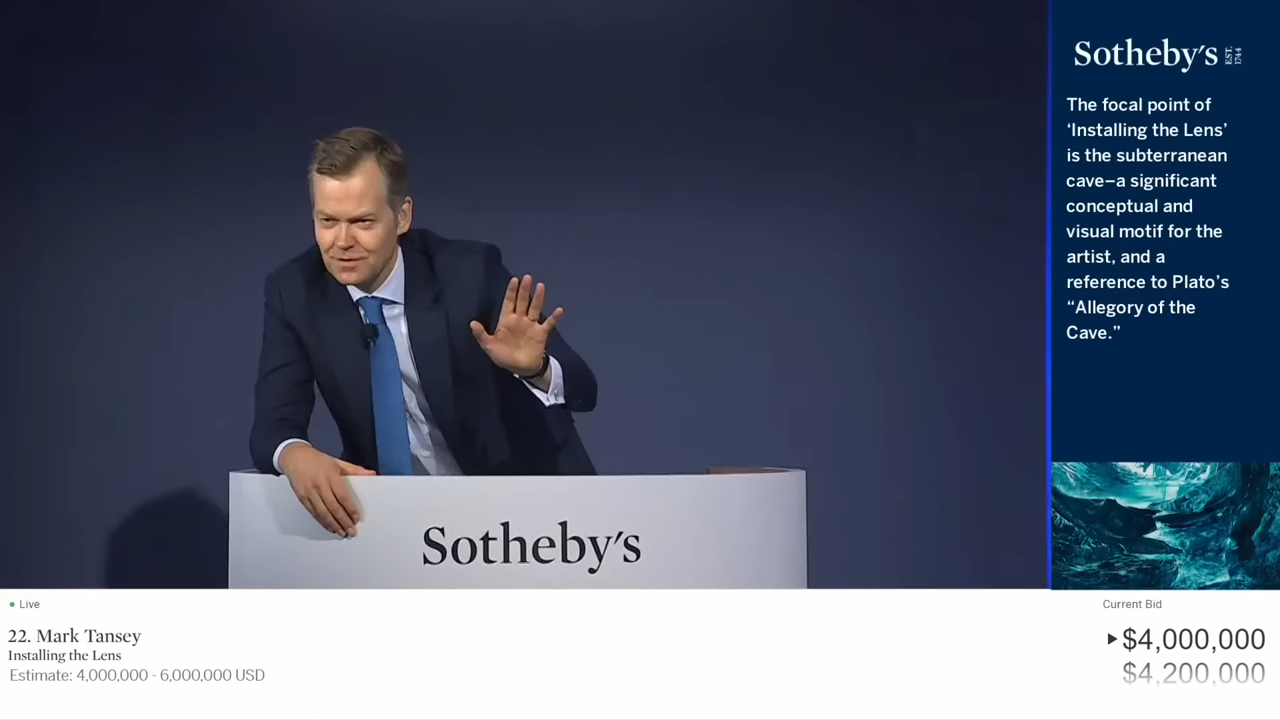 Sotheby's EST. 1744
The focal point of
‘Installing the Lens’
is the subterranean
cave–a significant
conceptual and
visual motif for the
artist, and a
reference to Plato’s
“Allegory of the
Cave.”
Sotheby's
Live
22. Mark Tansey
Installing the Lens
Estimate: 4,000,000 - 6,000,000 USD
Current Bid
$4,000,000
$4,200,000